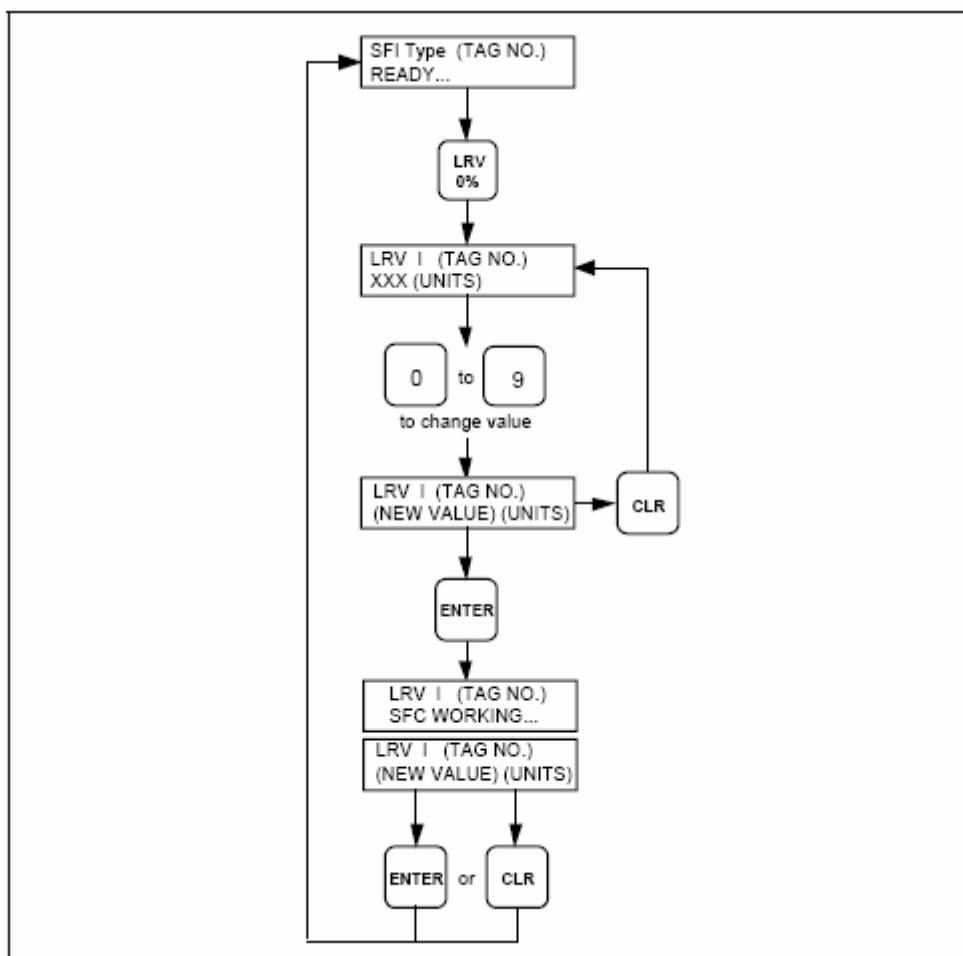 SFI Type (TAG NO.)
READY...
LRV
0%
LRV I (TAG NO.)
XXX (UNITS)
0 to 9
to change value
LRV I (TAG NO.)
(NEW VALUE) (UNITS)
CLR
ENTER
LRV I (TAG NO.)
SFC WORKING...
LRV I (TAG NO.)
(NEW VALUE) (UNITS)
ENTER or CLR